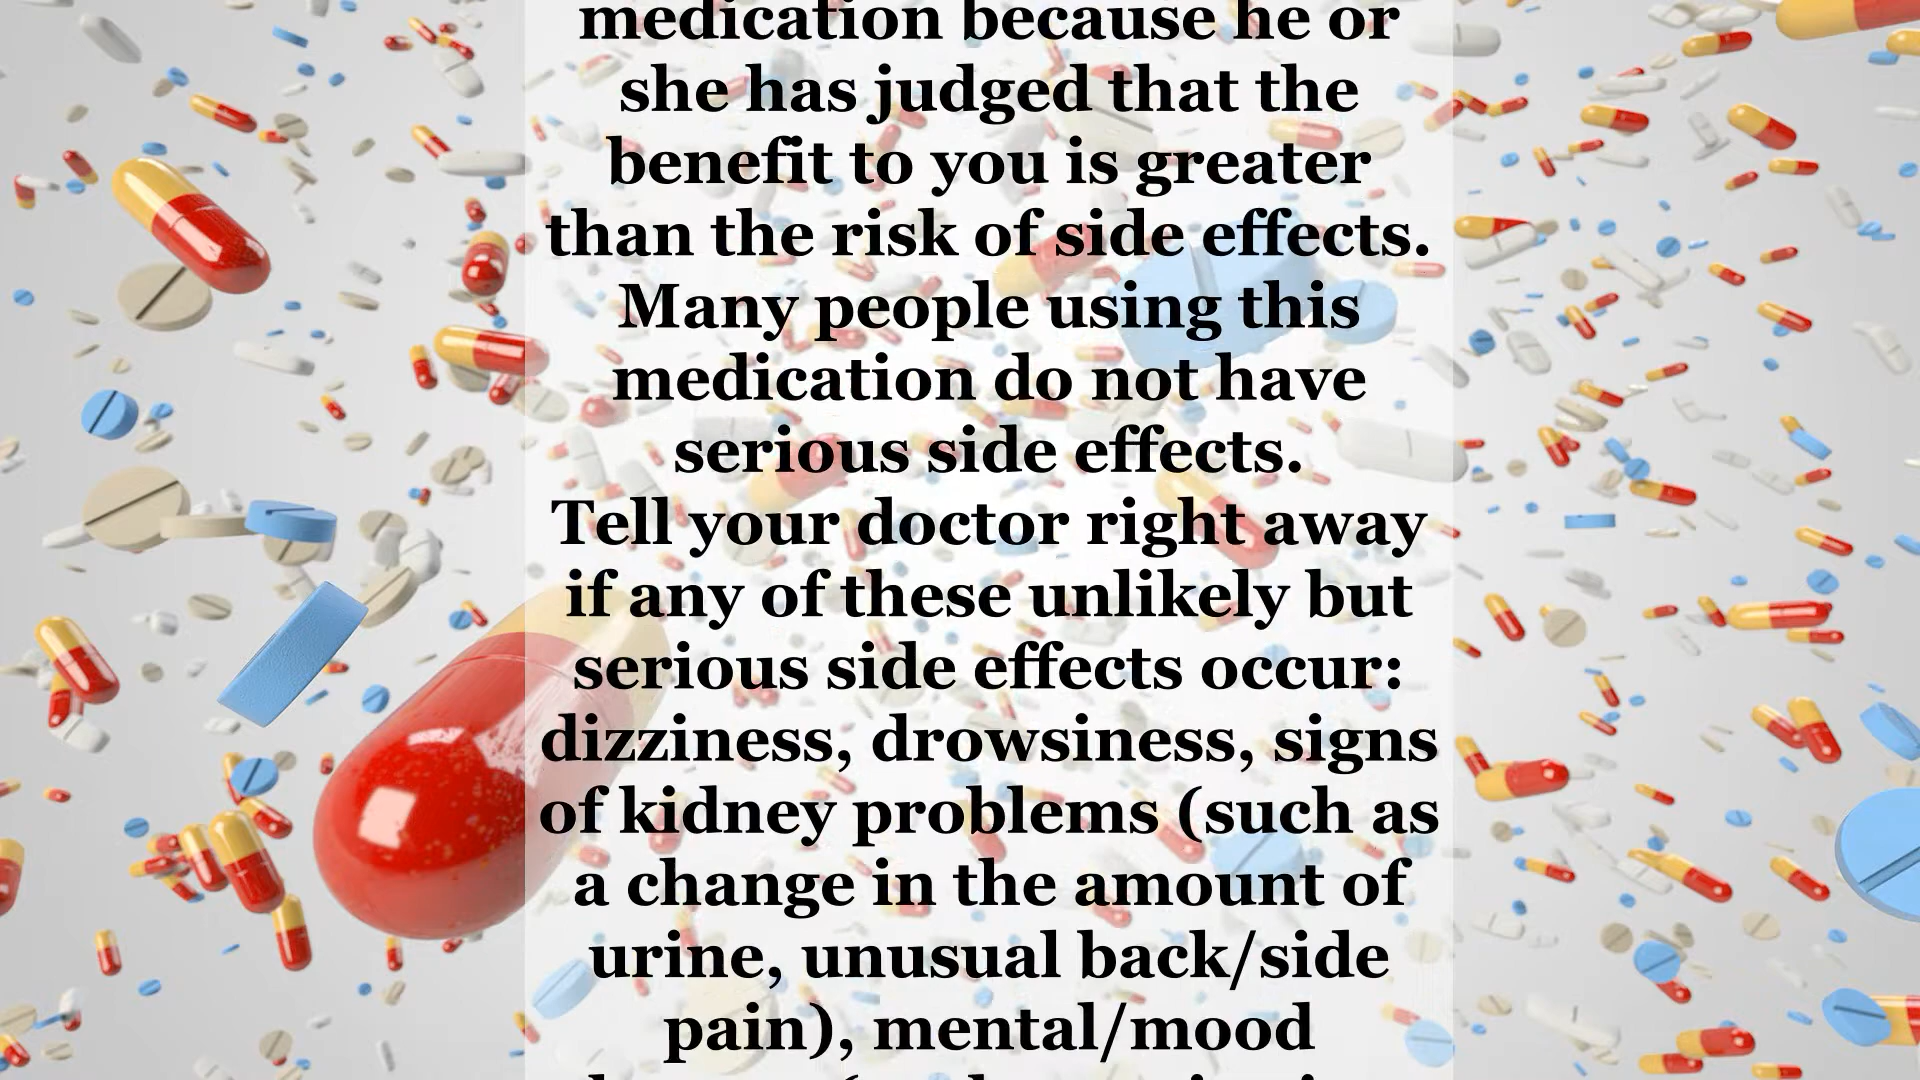 medication because he or
she has judged that the
benefit to you is greater
than the risk of side effects.
Many people using this
medication do not have
serious side effects.
Tell your doctor right away
if any of these unlikely but
serious side effects occur:
dizziness, drowsiness, signs
of kidney problems (such as
a change in the amount of
urine, unusual back/side
pain), mental/mood